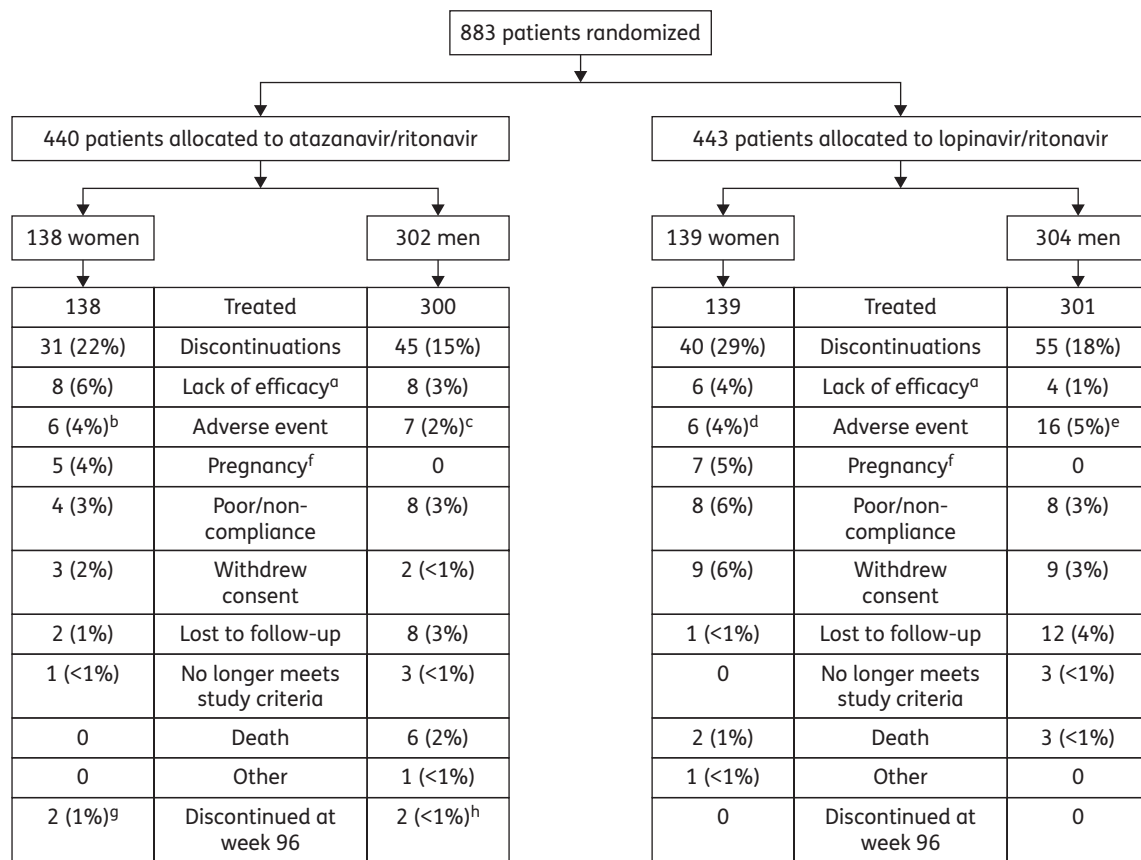 883 patients randomized
440 patients allocated to atazanavir/ritonavir
443 patients allocated to lopinavir/ritonavir
138 women
302 men
139 women
304 men
138 Treated 300
31 (22%) Discontinuations 45 (15%)
8 (6%) Lack of efficacyᵃ 8 (3%)
6 (4%)ᵇ Adverse event 7 (2%)ᶜ
5 (4%) Pregnancyᶠ 0
4 (3%) Poor/non- 8 (3%)
compliance
3 (2%) Withdrew 2 (<1%)
consent
2 (1%) Lost to follow-up 8 (3%)
1 (<1%) No longer meets 3 (<1%)
study criteria
0 Death 6 (2%)
0 Other 1 (<1%)
2 (1%)ᵍ Discontinued at 2 (<1%)ʰ
week 96
139 Treated 301
40 (29%) Discontinuations 55 (18%)
6 (4%) Lack of efficacyᵃ 4 (1%)
6 (4%)ᵈ Adverse event 16 (5%)ᵉ
7 (5%) Pregnancyᶠ 0
8 (6%) Poor/non- 8 (3%)
compliance
9 (6%) Withdrew 9 (3%)
consent
1 (<1%) Lost to follow-up 12 (4%)
0 No longer meets 3 (<1%)
study criteria
2 (1%) Death 3 (<1%)
1 (<1%) Other 0
0 Discontinued at 0
week 96